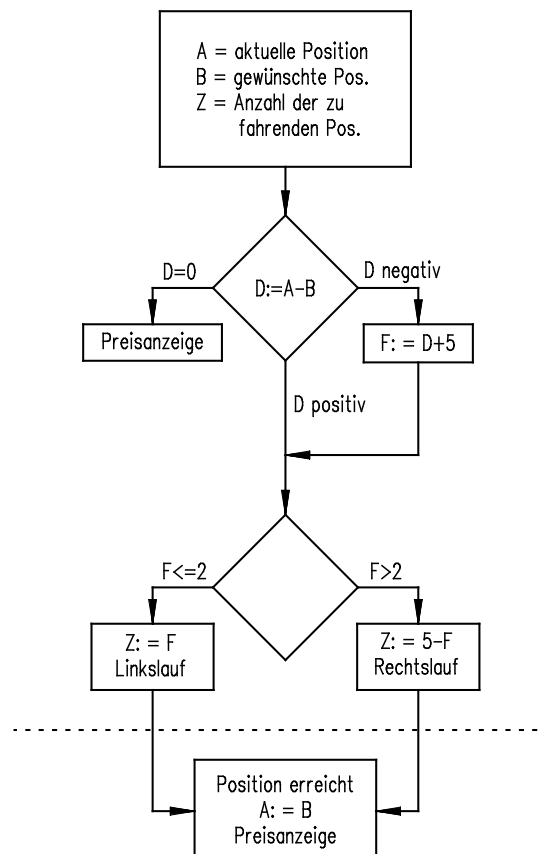 A = aktuelle Position
B = gewünschte Pos.
Z = Anzahl der zu
fahrenden Pos.
D=0
D:=A-B
D negativ
Preisanzeige
F: = D+5
D positiv
F<=2
F>2
Z: = F
Linkslauf
Z: = 5-F
Rechtslauf
Position erreicht
A: = B
Preisanzeige